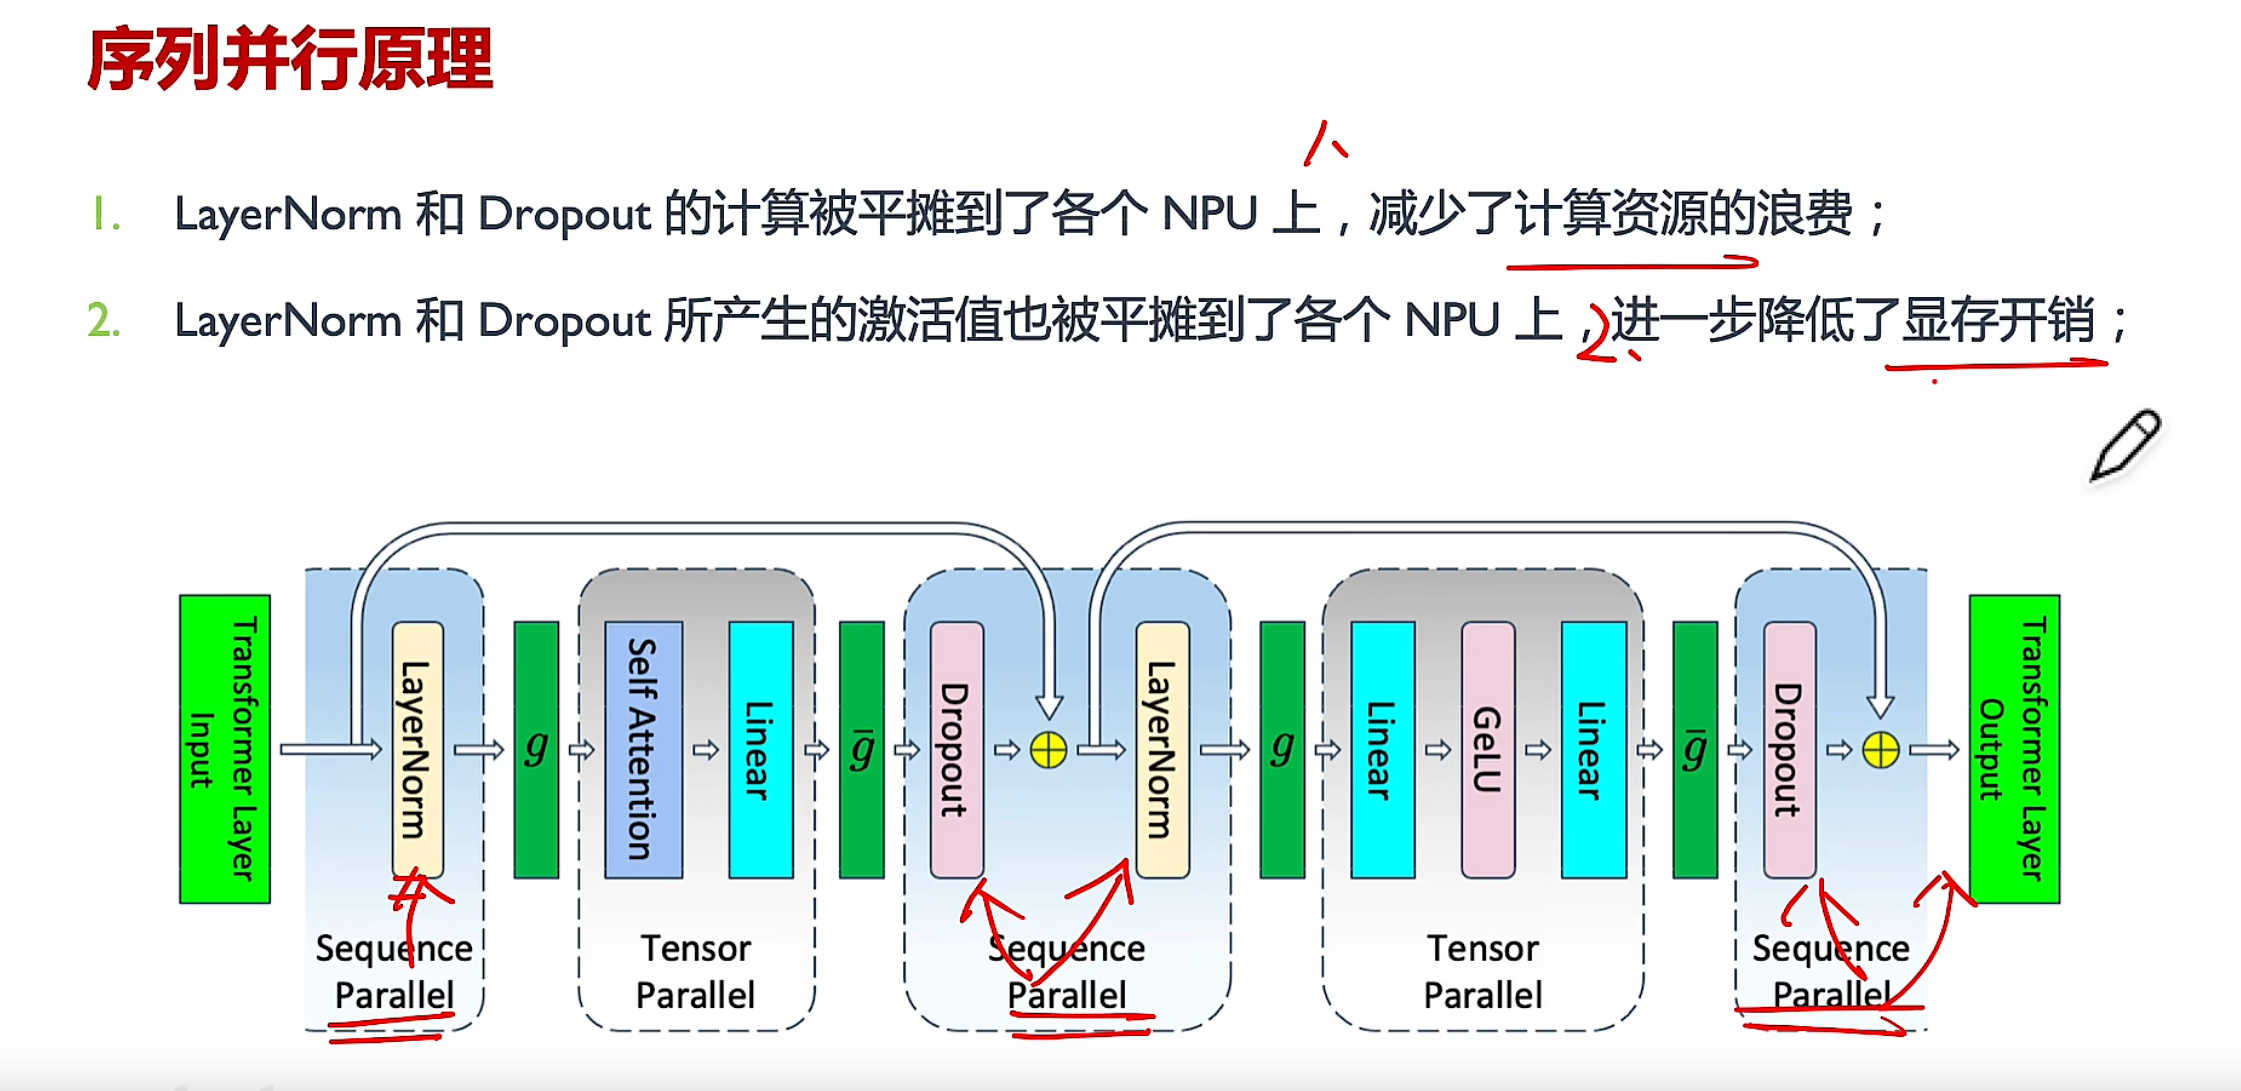 序列并行原理
1. LayerNorm 和 Dropout 的计算被平摊到了各个 NPU 上，减少了计算资源的浪费；
2. LayerNorm 和 Dropout 所产生的激活值也被平摊到了各个 NPU 上，进一步降低了显存开销；
2、
Transformer Layer
Input
LayerNorm
g
Self Attention
Linear
g̅
Dropout
LayerNorm
g
Linear
GeLU
Linear
g̅
Dropout
Transformer Layer
Output
Sequence
Parallel
Tensor
Parallel
Sequence
Parallel
Tensor
Parallel
Sequence
Parallel